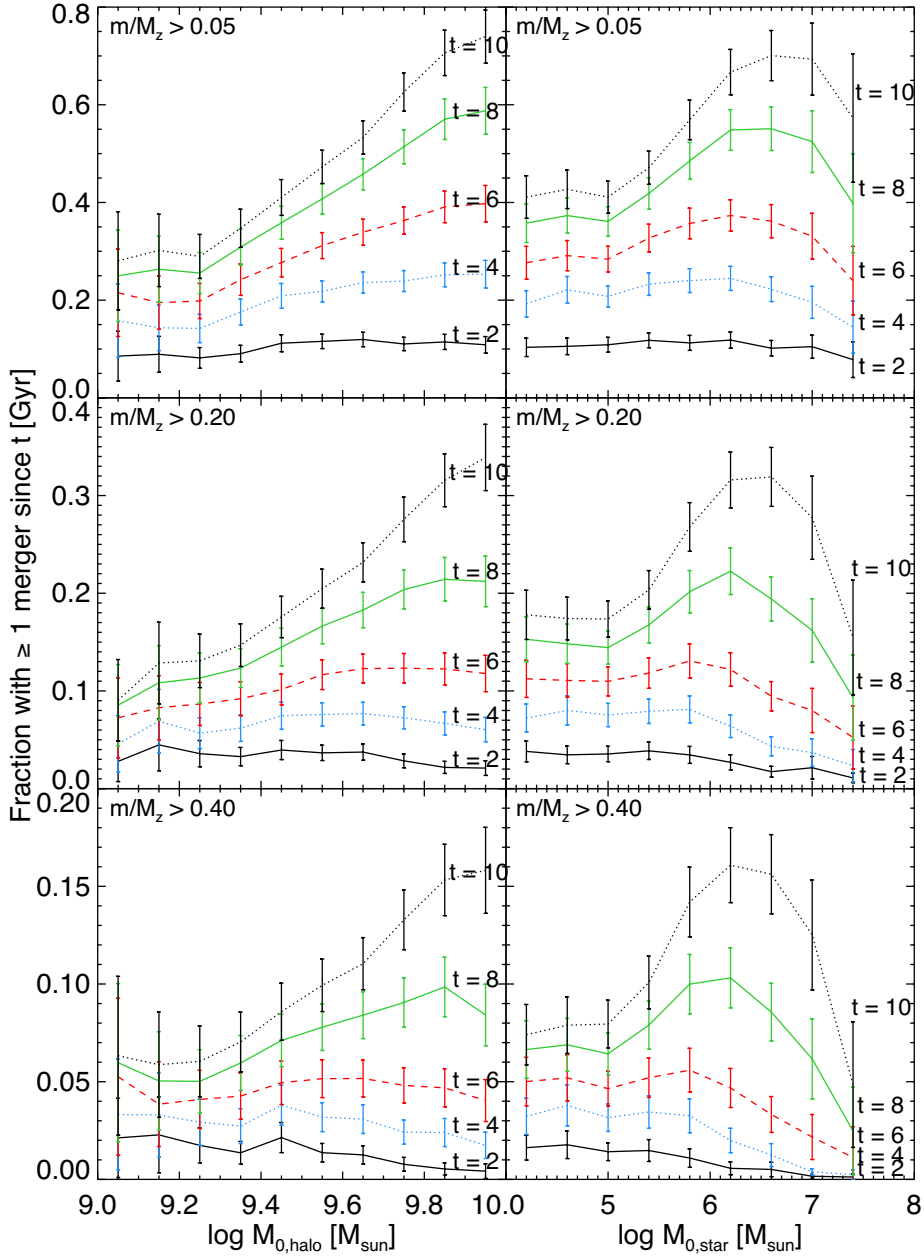 m/M_z > 0.05
t = 10
t = 8
t = 6
t = 4
t = 2
0.8
0.6
0.4
0.2
0.0
m/M_z > 0.05
t = 10
t = 8
t = 6
t = 4
t = 2
m/M_z > 0.20
t = 10
t = 8
t = 6
t = 4
t = 2
0.4
0.3
0.2
0.1
0.0
m/M_z > 0.20
t = 10
t = 8
t = 6
t = 4
t = 2
m/M_z > 0.40
t = 10
t = 8
t = 4
t = 2
0.20
0.15
0.10
0.05
0.00
m/M_z > 0.40
t = 10
t = 8
t = 6
t = 4
t = 2
Fraction with ≥ 1 merger since t [Gyr]
9.0 9.2 9.4 9.6 9.8 10.0
4 5 6 7 8
log M_0,halo [M_sun]
log M_0,star [M_sun]